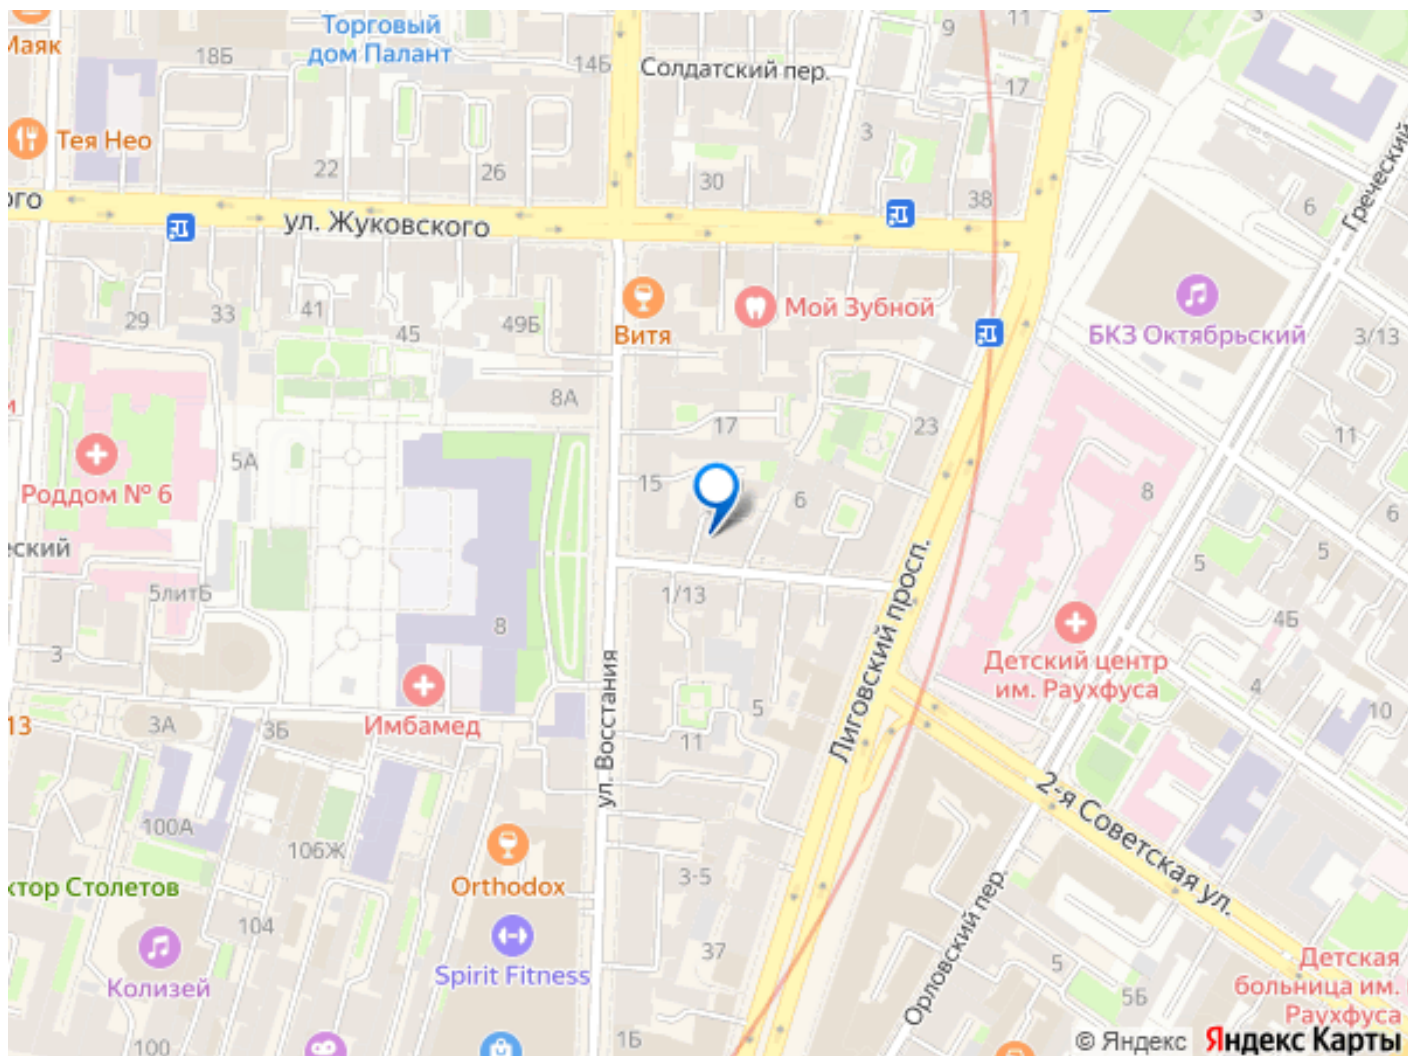 Маяк
Торговый
дом Палант
18Б
14Б
Солдатский пер.
9
11
3
17
3
Тея Нео
22
26
30
38
6
Греческий
ого
ул. Жуковского
29
33
41
45
49Б
Витя
Мой Зубной
БКЗ Октябрьский
3/13
8А
17
23
11
и
5А
Роддом № 6
15
6
8
6
еский
5
5
5литБ
1/13
4Б
3
8
Лиговский просп.
Детский центр
им. Раухфуса
4
10
13
3А
3Б
Имбамед
ул. Восстания
5
11
2-я Советская ул.
100А
106Ж
Orthodox
3-5
ктор Столетов
104
Spirit Fitness
37
Орловский пер.
Колизей
5
5Б
Детская
больница им.
Раухфуса
100
1Б
© Яндекс Яндекс Карты